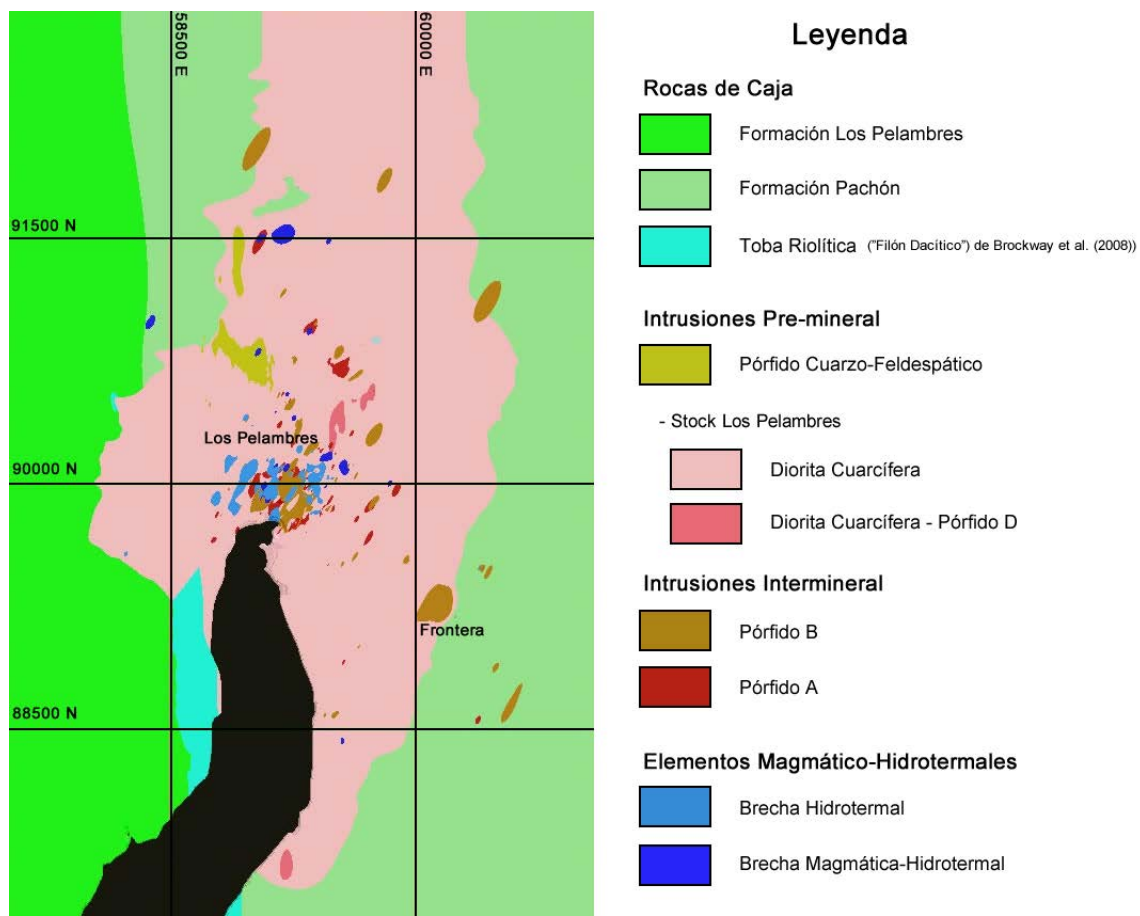 58500 E
60000 E
91500 N
Los Pelambres
90000 N
Frontera
88500 N
Leyenda
Rocas de Caja
Formación Los Pelambres
Formación Pachón
Toba Riolítica ("Filón Dacítico") de Brockway et al. (2008))
Intrusiones Pre-mineral
Pórfido Cuarzo-Feldespático
- Stock Los Pelambres
Diorita Cuarcífera
Diorita Cuarcífera - Pórfido D
Intrusiones Intermineral
Pórfido B
Pórfido A
Elementos Magmático-Hidrotermales
Brecha Hidrotermal
Brecha Magmática-Hidrotermal